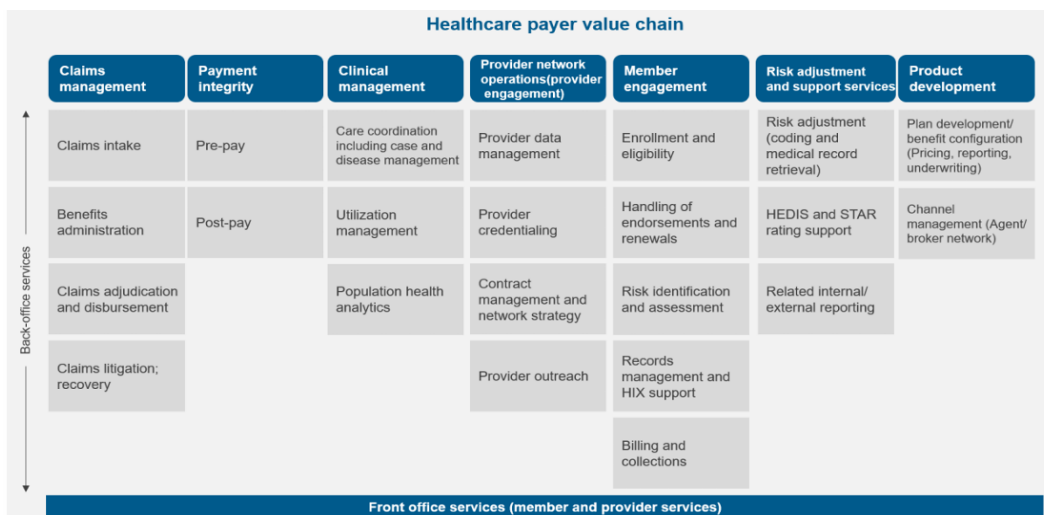 Healthcare payer value chain
Claims
management
Payment
integrity
Clinical
management
Provider network
operations(provider
engagement)
Member
engagement
Risk adjustment
and support services
Product
development
Back-office services
Claims intake
Pre-pay
Care coordination
including case and
disease management
Provider data
management
Enrollment and
eligibility
Risk adjustment
(coding and
medical record
retrieval)
Plan development/
benefit configuration
(Pricing, reporting,
underwriting)
Benefits
administration
Post-pay
Utilization
management
Provider
credentialing
Handling of
endorsements and
renewals
HEDIS and STAR
rating support
Channel
management (Agent/
broker network)
Claims adjudication
and disbursement
Population health
analytics
Contract
management and
network strategy
Risk identification
and assessment
Related internal/
external reporting
Claims litigation;
recovery
Provider outreach
Records
management and
HIX support
Billing and
collections
Front office services (member and provider services)